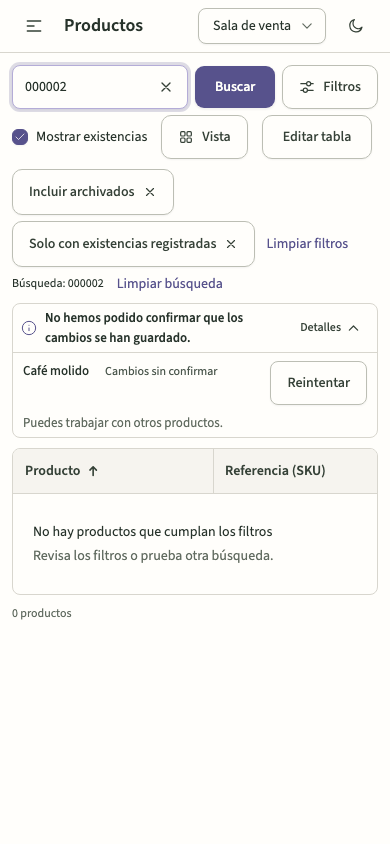 Productos
Sala de venta
000002
Buscar
Filtros
Mostrar existencias
Vista
Editar tabla
Incluir archivados
Solo con existencias registradas
Limpiar filtros
Búsqueda: 000002
Limpiar búsqueda
No hemos podido confirmar que los
cambios se han guardado.
Detalles
Café molido
Cambios sin confirmar
Reintentar
Puedes trabajar con otros productos.
Producto
Referencia (SKU)
No hay productos que cumplan los filtros
Revisa los filtros o prueba otra búsqueda.
0 productos